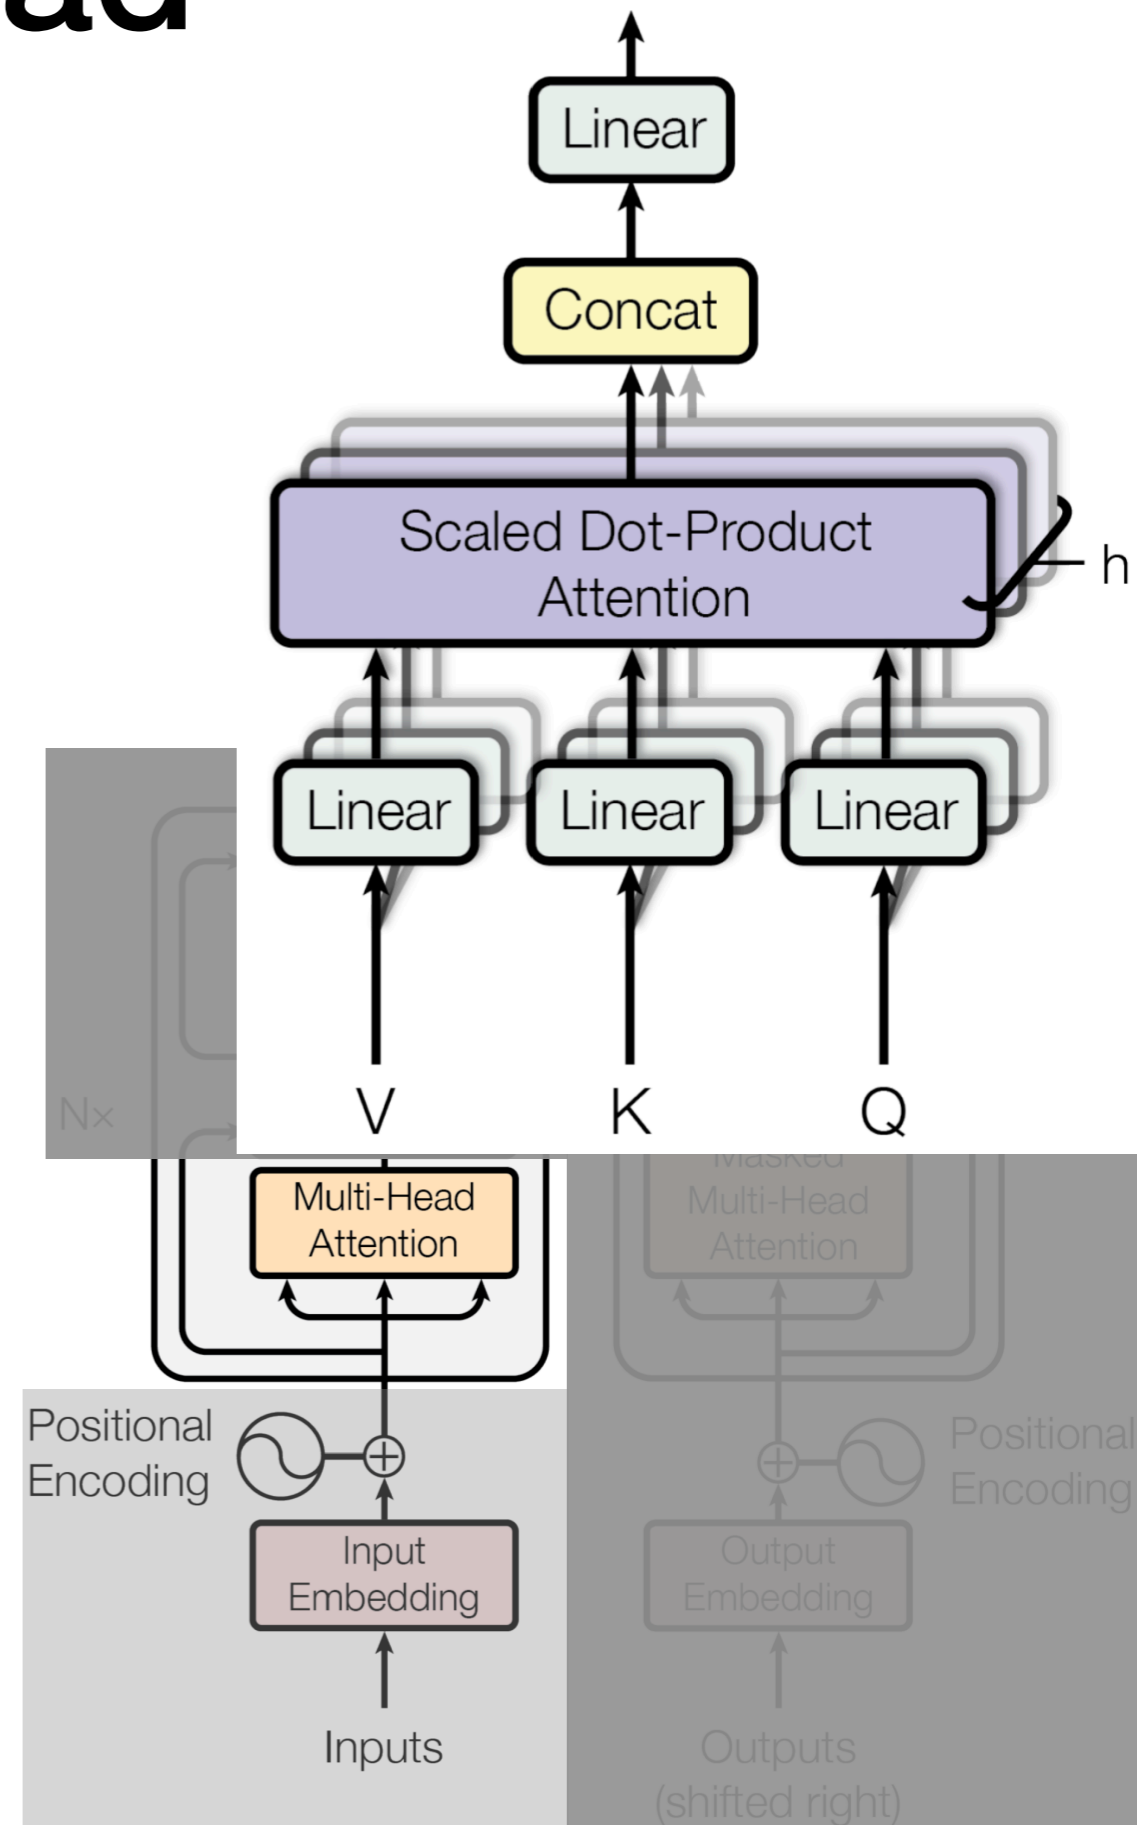 Linear
Concat
Scaled Dot-Product
Attention
h
Linear
Linear
Linear
V
K
Q
Nx
Multi-Head
Attention
Masked
Multi-Head
Attention
Positional
Encoding
Positional
Encoding
Input
Embedding
Output
Embedding
Inputs
Outputs
(shifted right)